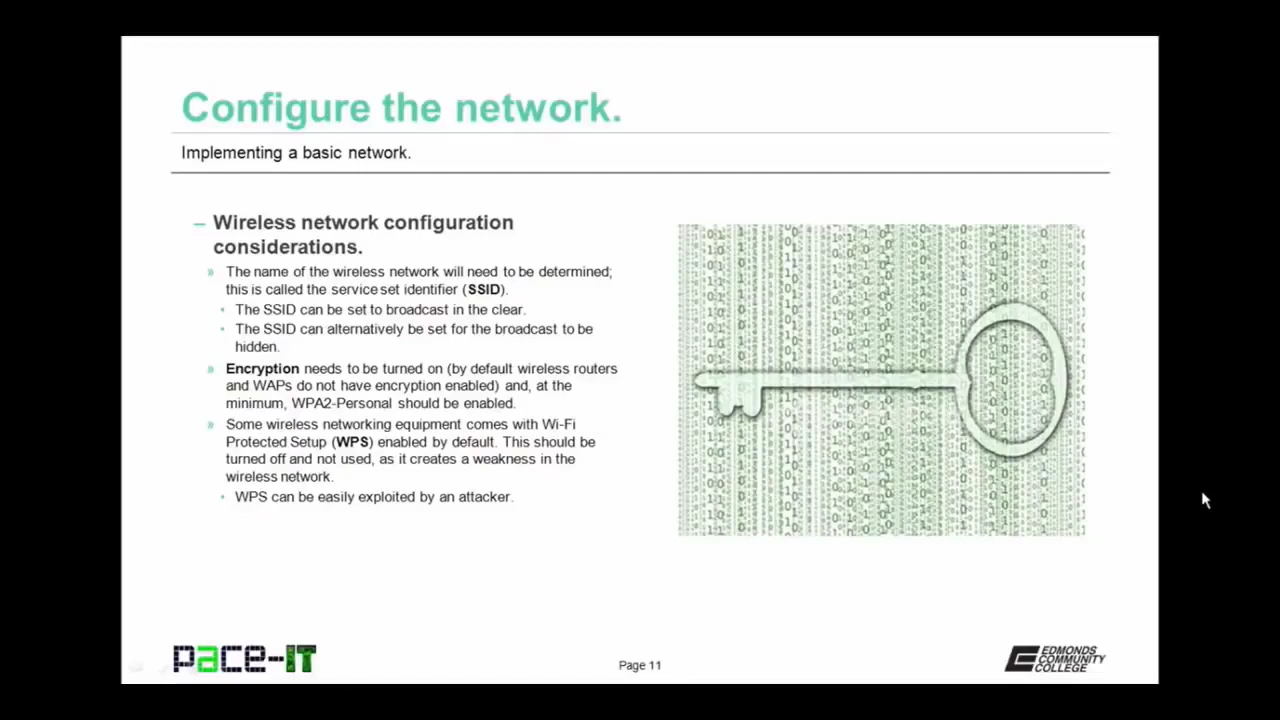 Configure the network.
Implementing a basic network.
– Wireless network configuration
considerations.
» The name of the wireless network will need to be determined;
this is called the service set identifier (SSID).
• The SSID can be set to broadcast in the clear.
• The SSID can alternatively be set for the broadcast to be
hidden.
» Encryption needs to be turned on (by default wireless routers
and WAPs do not have encryption enabled) and, at the
minimum, WPA2-Personal should be enabled.
» Some wireless networking equipment comes with Wi-Fi
Protected Setup (WPS) enabled by default. This should be
turned off and not used, as it creates a weakness in the
wireless network.
• WPS can be easily exploited by an attacker.
pace-IT
Page 11
EDMONDS
COMMUNITY
COLLEGE